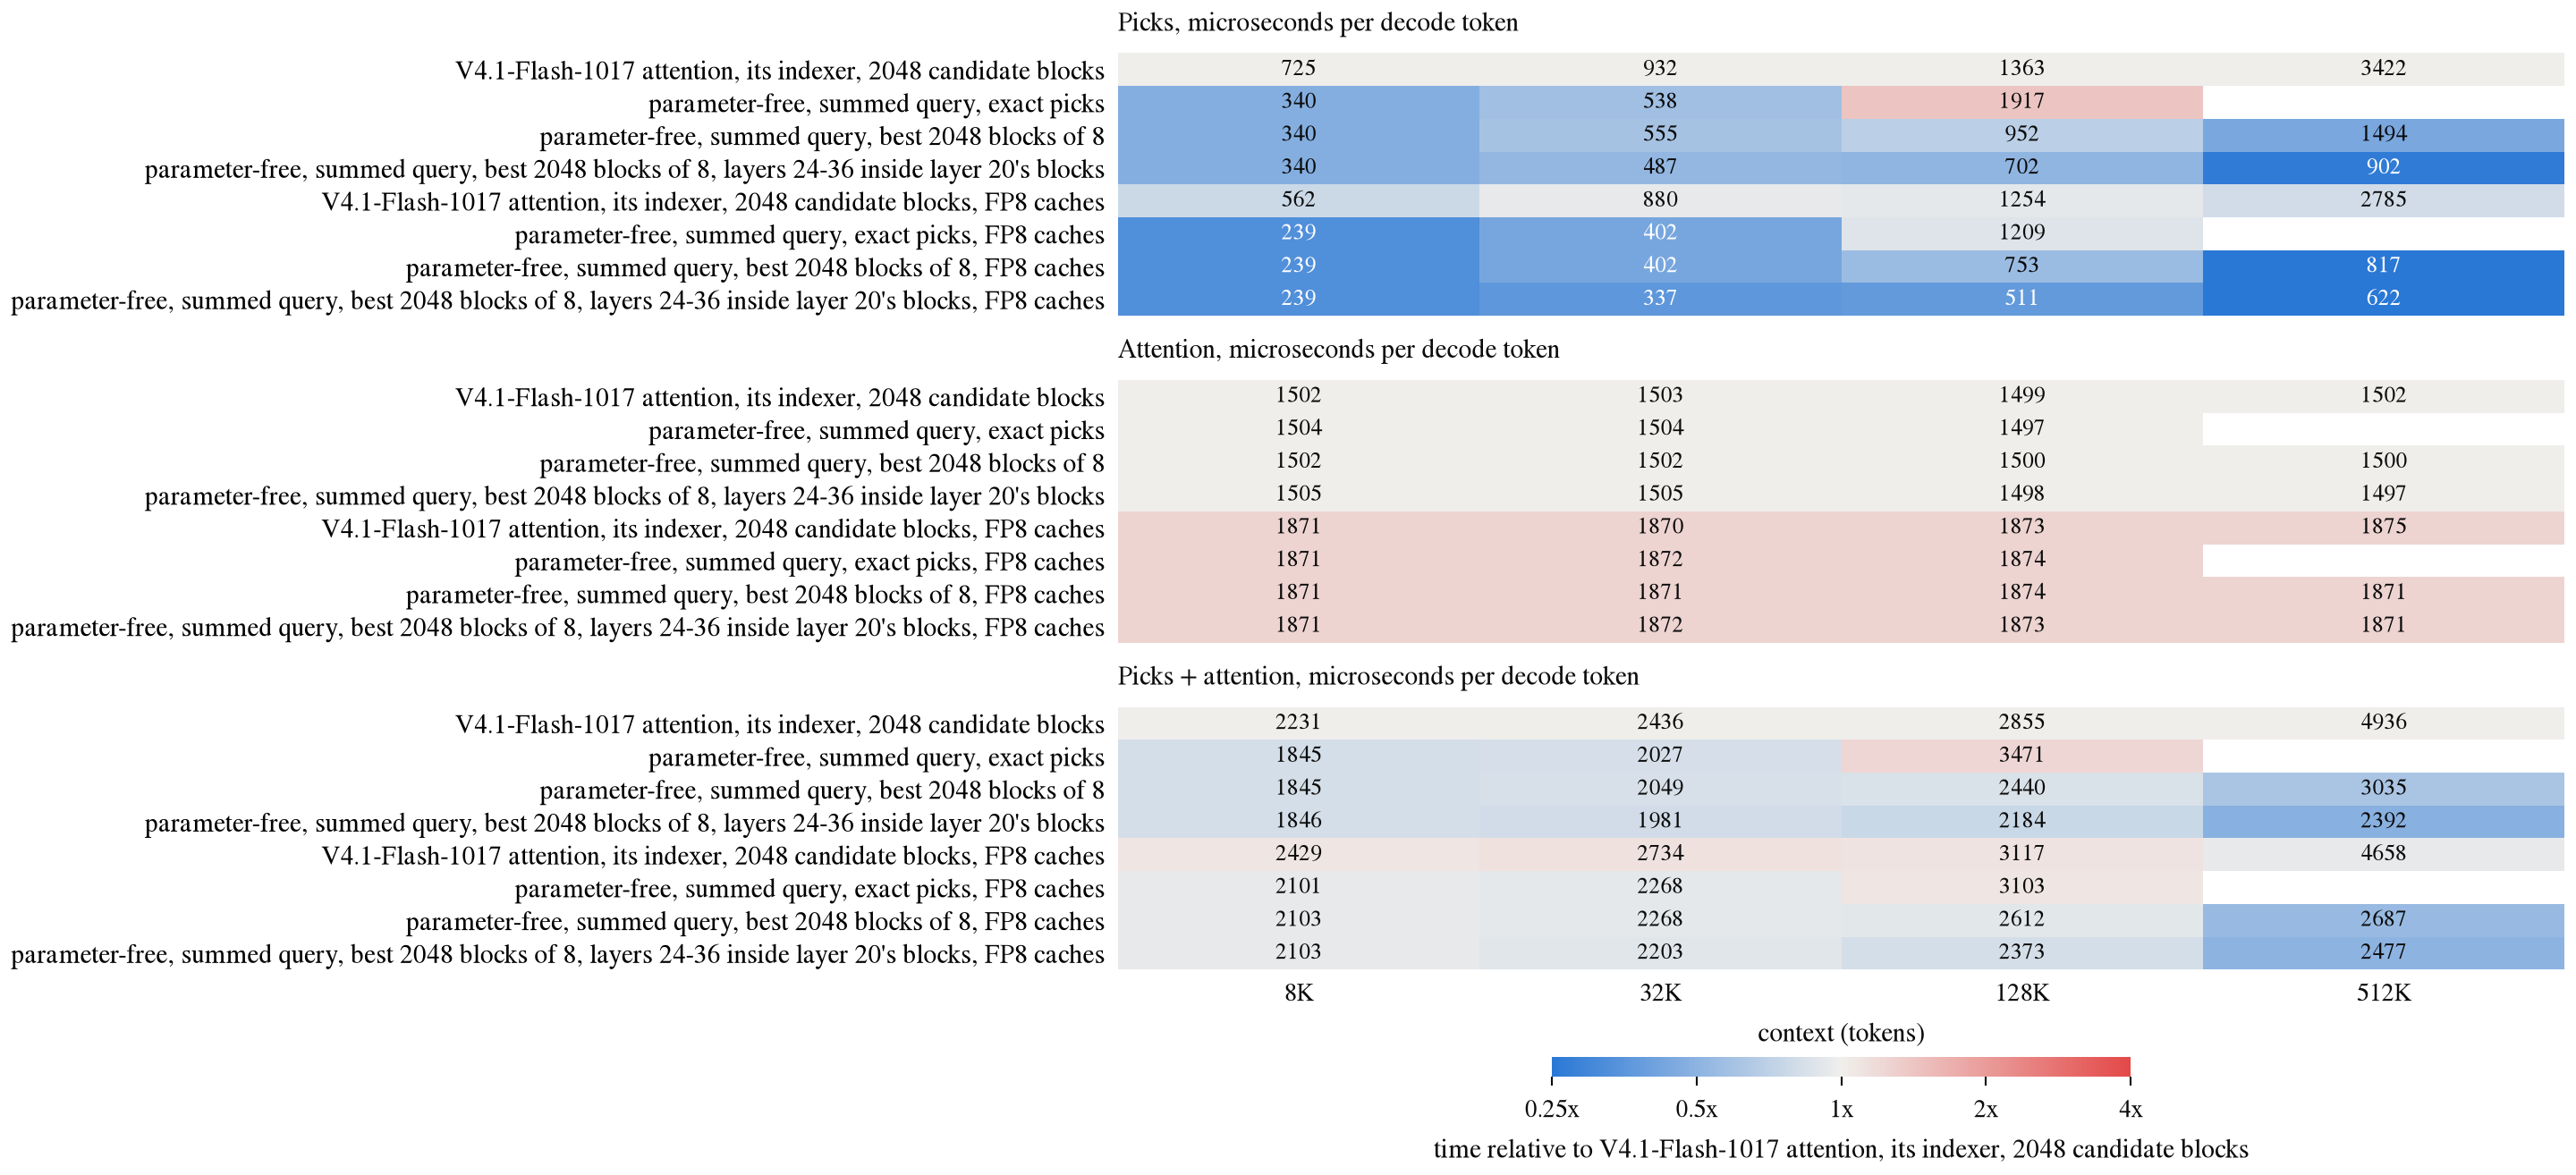 Picks, microseconds per decode token
V4.1-Flash-1017 attention, its indexer, 2048 candidate blocks 725 932 1363 3422
parameter-free, summed query, exact picks 340 538 1917
parameter-free, summed query, best 2048 blocks of 8 340 555 952 1494
parameter-free, summed query, best 2048 blocks of 8, layers 24-36 inside layer 20's blocks 340 487 702 902
V4.1-Flash-1017 attention, its indexer, 2048 candidate blocks, FP8 caches 562 880 1254 2785
parameter-free, summed query, exact picks, FP8 caches 239 402 1209
parameter-free, summed query, best 2048 blocks of 8, FP8 caches 239 402 753 817
parameter-free, summed query, best 2048 blocks of 8, layers 24-36 inside layer 20's blocks, FP8 caches 239 337 511 622
Attention, microseconds per decode token
V4.1-Flash-1017 attention, its indexer, 2048 candidate blocks 1502 1503 1499 1502
parameter-free, summed query, exact picks 1504 1504 1497
parameter-free, summed query, best 2048 blocks of 8 1502 1502 1500 1500
parameter-free, summed query, best 2048 blocks of 8, layers 24-36 inside layer 20's blocks 1505 1505 1498 1497
V4.1-Flash-1017 attention, its indexer, 2048 candidate blocks, FP8 caches 1871 1870 1873 1875
parameter-free, summed query, exact picks, FP8 caches 1871 1872 1874
parameter-free, summed query, best 2048 blocks of 8, FP8 caches 1871 1871 1874 1871
parameter-free, summed query, best 2048 blocks of 8, layers 24-36 inside layer 20's blocks, FP8 caches 1871 1872 1873 1871
Picks + attention, microseconds per decode token
V4.1-Flash-1017 attention, its indexer, 2048 candidate blocks 2231 2436 2855 4936
parameter-free, summed query, exact picks 1845 2027 3471
parameter-free, summed query, best 2048 blocks of 8 1845 2049 2440 3035
parameter-free, summed query, best 2048 blocks of 8, layers 24-36 inside layer 20's blocks 1846 1981 2184 2392
V4.1-Flash-1017 attention, its indexer, 2048 candidate blocks, FP8 caches 2429 2734 3117 4658
parameter-free, summed query, exact picks, FP8 caches 2101 2268 3103
parameter-free, summed query, best 2048 blocks of 8, FP8 caches 2103 2268 2612 2687
parameter-free, summed query, best 2048 blocks of 8, layers 24-36 inside layer 20's blocks, FP8 caches 2103 2203 2373 2477
8K 32K 128K 512K
context (tokens)
0.25x 0.5x 1x 2x 4x
time relative to V4.1-Flash-1017 attention, its indexer, 2048 candidate blocks